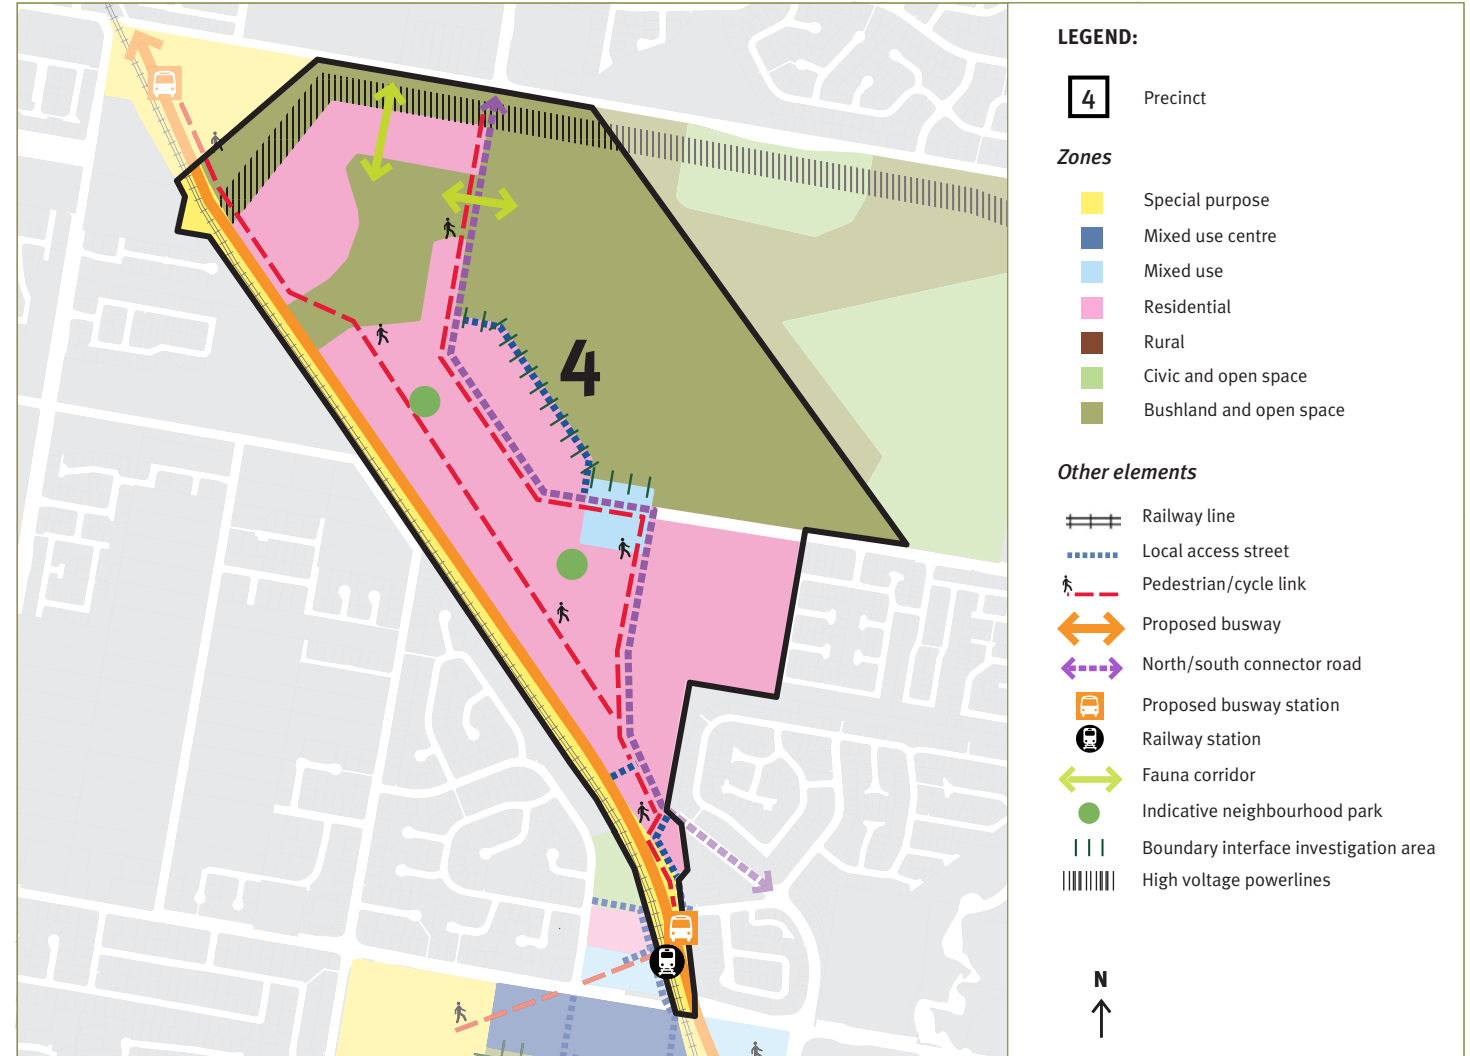 4
LEGEND:
4
Precinct
Zones
Special purpose
Mixed use centre
Mixed use
Residential
Rural
Civic and open space
Bushland and open space
Other elements
Railway line
Local access street
Pedestrian/cycle link
Proposed busway
North/south connector road
Proposed busway station
Railway station
Fauna corridor
Indicative neighbourhood park
Boundary interface investigation area
High voltage powerlines
N